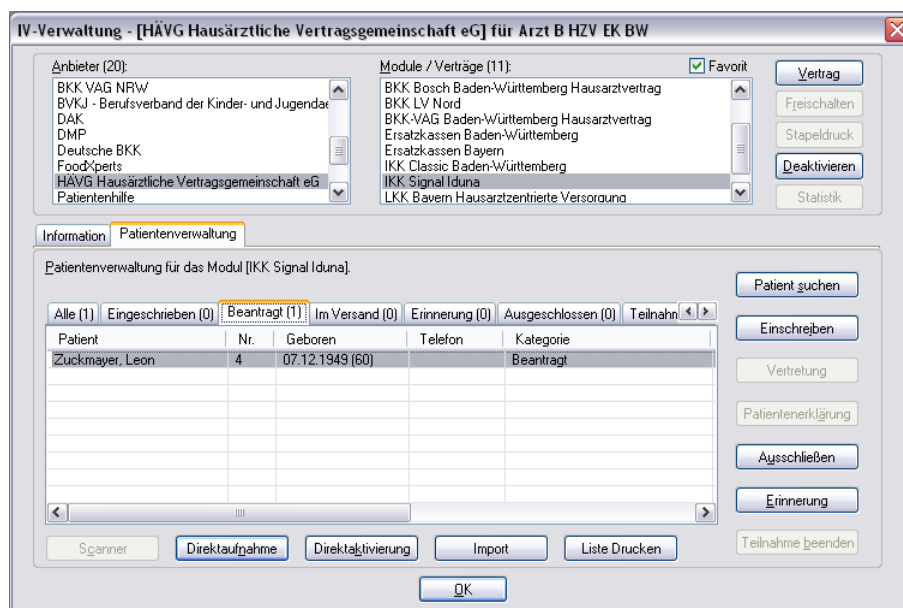 IV-Verwaltung - [HÄVG Hausärztliche Vertragsgemeinschaft eG] für Arzt B HZV EK BW
Anbieter (20):
BKK VAG NRW
BVKJ - Berufsverband der Kinder- und Jugendae
DAK
DMP
Deutsche BKK
FoodXperts
HÄVG Hausärztliche Vertragsgemeinschaft eG
Patientenhilfe
Module / Verträge (11):
Favorit
BKK Bosch Baden-Württemberg Hausarztvertrag
BKK LV Nord
BKK-VAG Baden-Württemberg Hausarztvertrag
Ersatzkassen Baden-Württemberg
Ersatzkassen Bayern
IKK Classic Baden-Württemberg
IKK Signal Iduna
LKK Bayern Hausarztzentrierte Versorgung
Vertrag
Freischalten
Stapeldruck
Deaktivieren
Statistik
Information Patientenverwaltung
Patientenverwaltung für das Modul [IKK Signal Iduna].
Alle (1) Eingeschrieben (0) Beantragt (1) Im Versand (0) Erinnerung (0) Ausgeschlossen (0) Teilnahm
Patient Nr. Geboren Telefon Kategorie
Zuckmayer, Leon 4 07.12.1949 (60) Beantragt
Patient suchen
Einschreiben
Vertretung
Patientenerklärung
Ausschließen
Erinnerung
Teilnahme beenden
Scanner Direktaufnahme Direktaktivierung Import Liste Drucken
OK